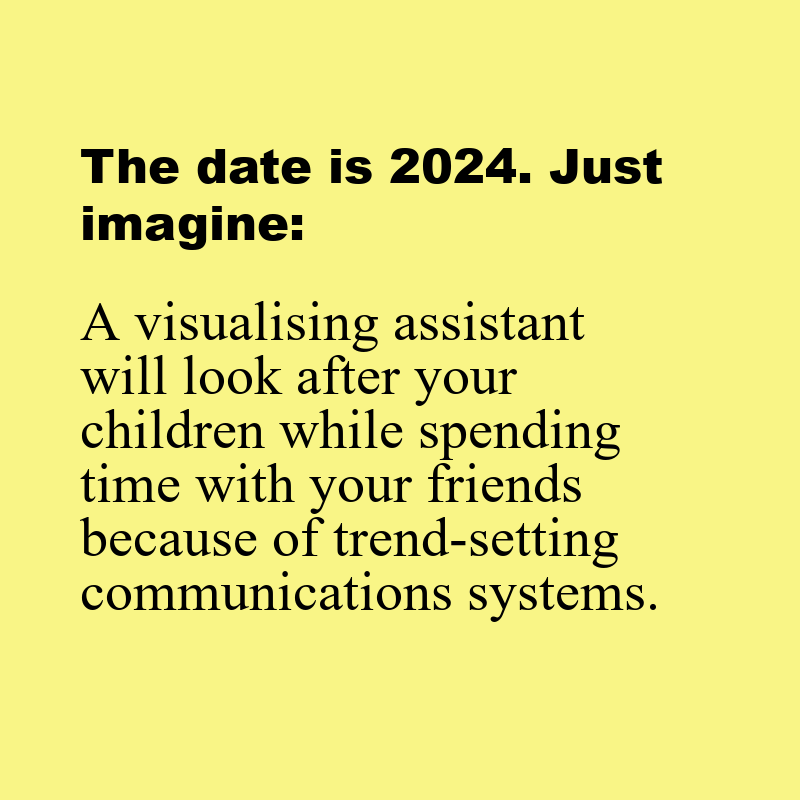 The date is 2024. Just
imagine:
A visualising assistant
will look after your
children while spending
time with your friends
because of trend-setting
communications systems.